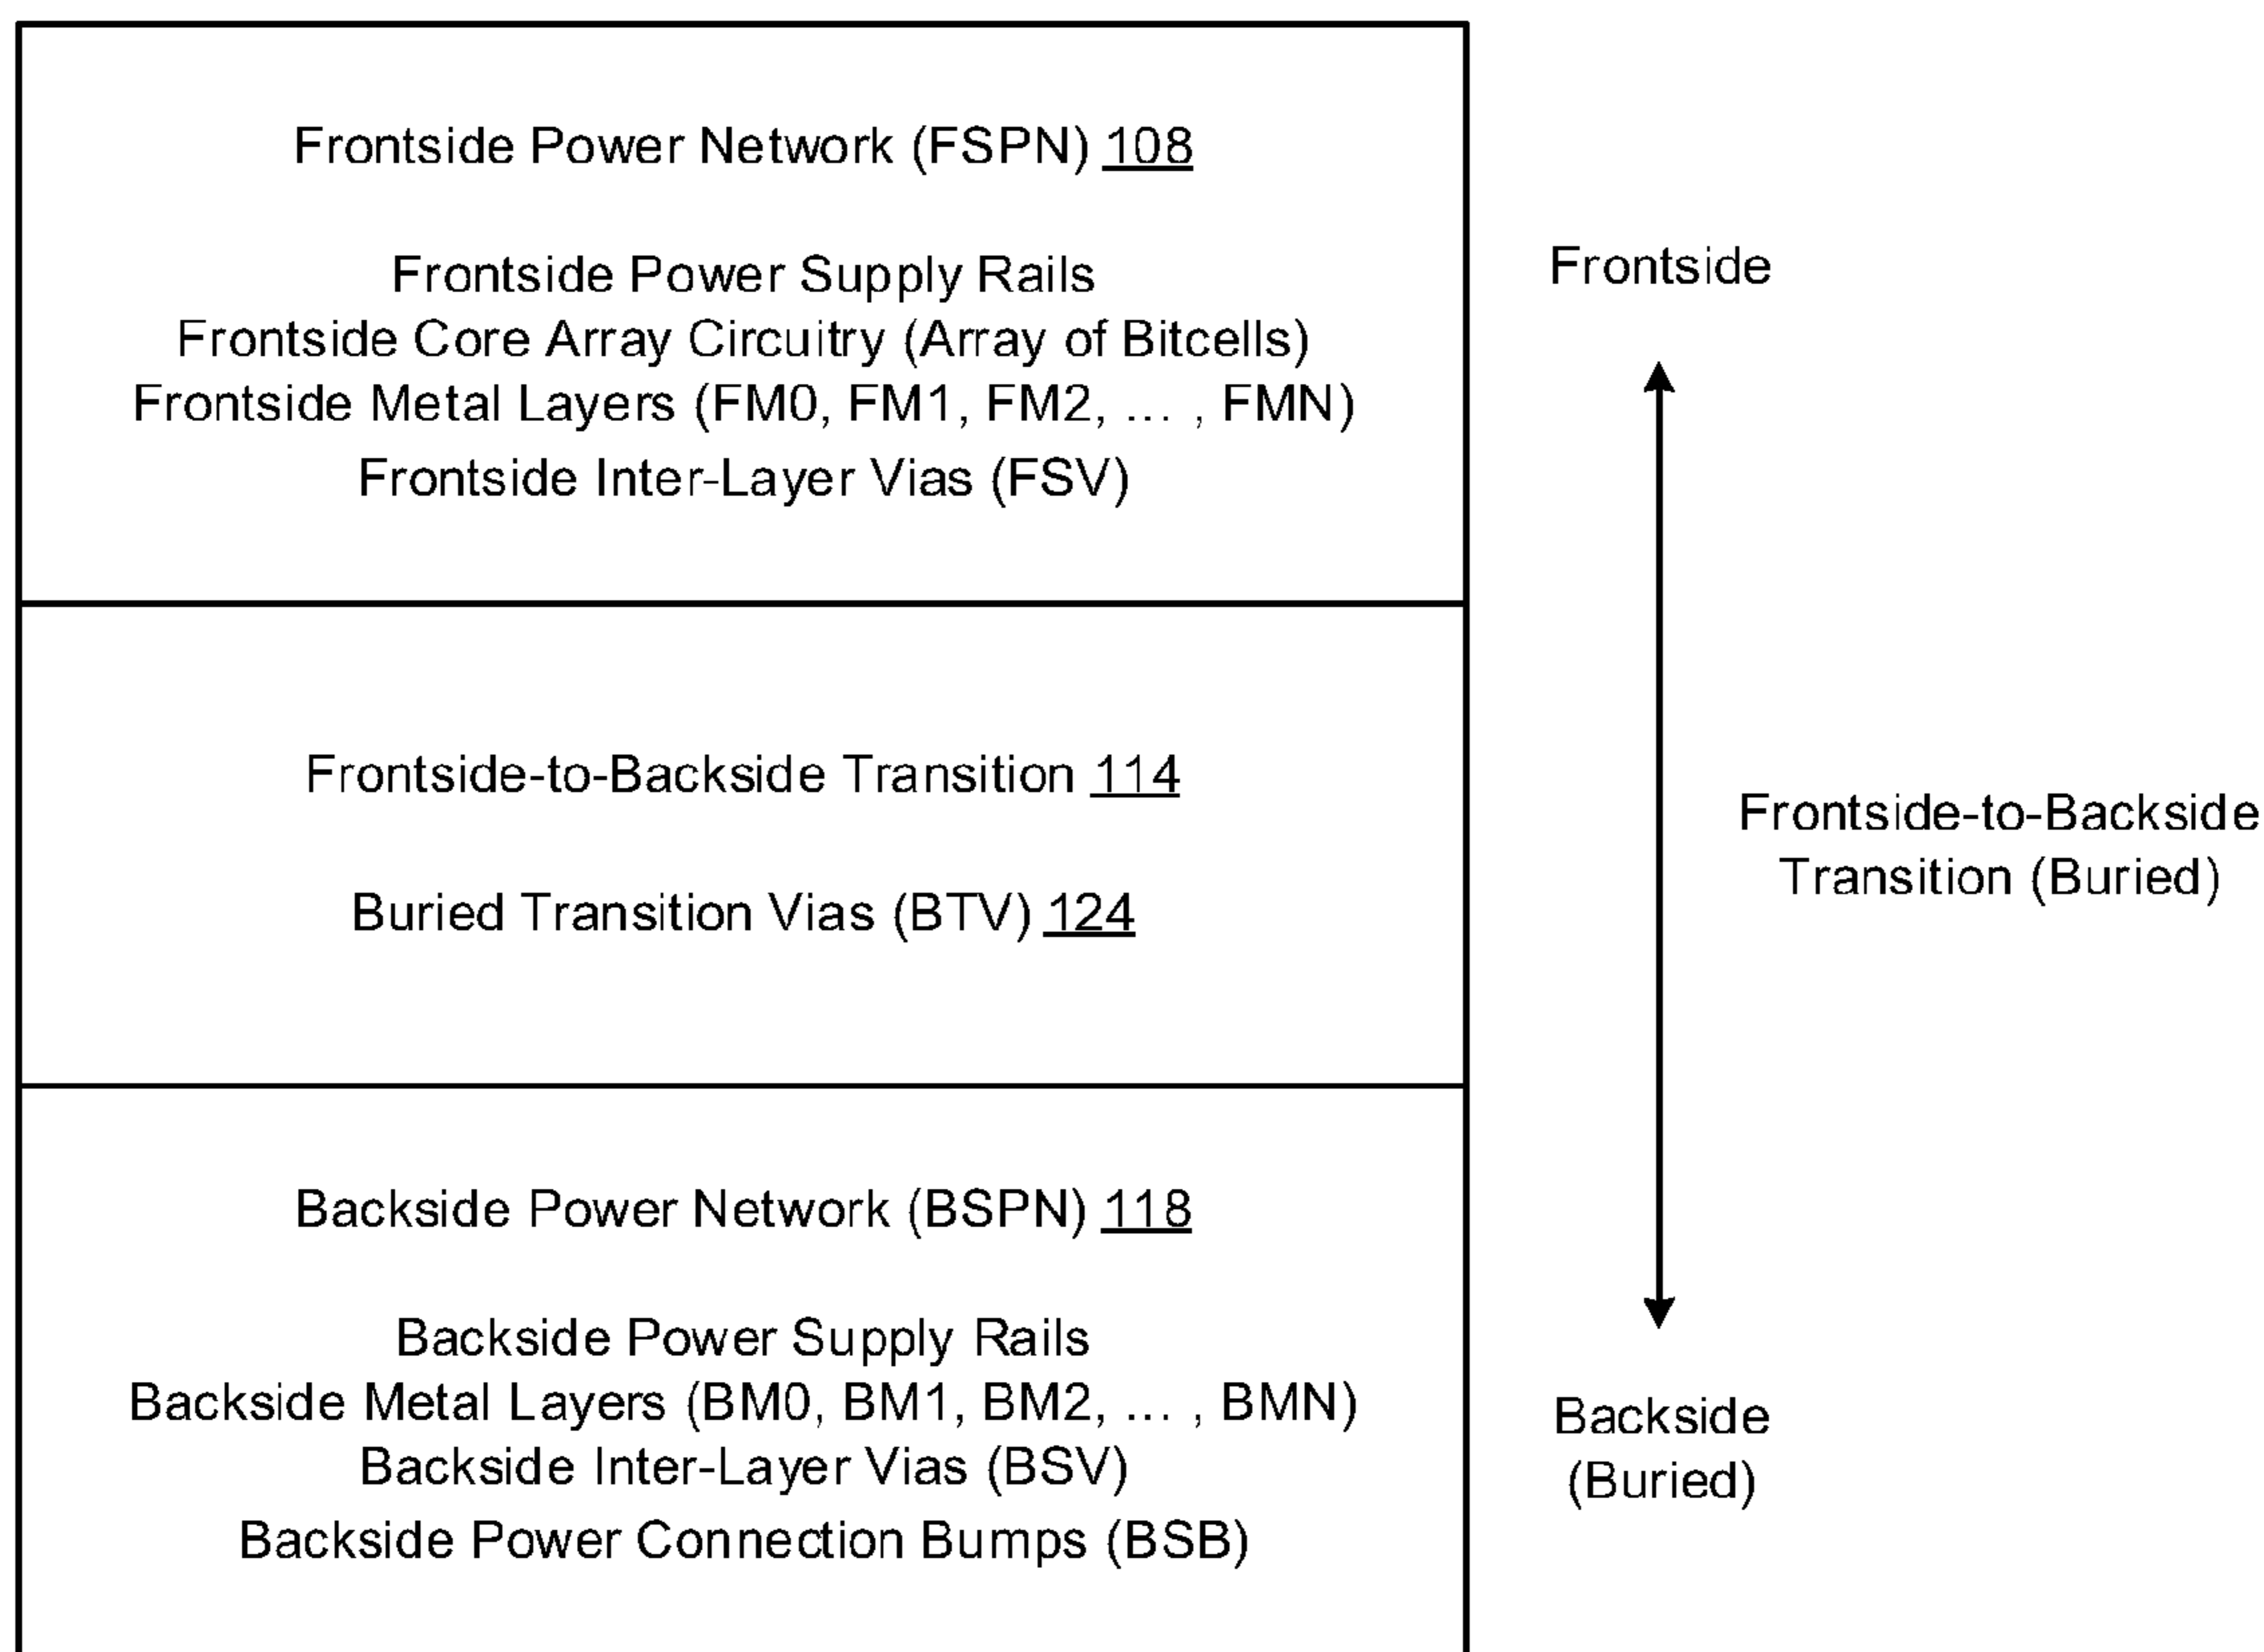 Frontside Power Network (FSPN) 108
Frontside Power Supply Rails
Frontside Core Array Circuitry (Array of Bitcells)
Frontside Metal Layers (FM0, FM1, FM2, ... , FMN)
Frontside Inter-Layer Vias (FSV)
Frontside
Frontside-to-Backside Transition 114
Buried Transition Vias (BTV) 124
Frontside-to-Backside
Transition (Buried)
Backside Power Network (BSPN) 118
Backside Power Supply Rails
Backside Metal Layers (BM0, BM1, BM2, ... , BMN)
Backside Inter-Layer Vias (BSV)
Backside Power Connection Bumps (BSB)
Backside
(Buried)